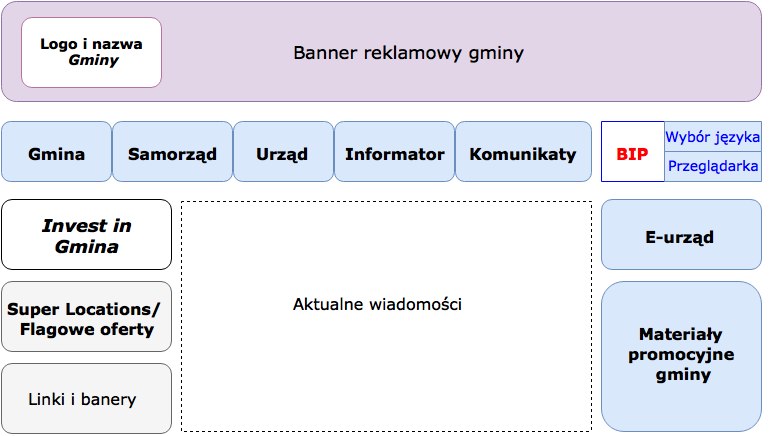 Logo i nazwa
Gminy
Banner reklamowy gminy
Gmina
Samorząd
Urząd
Informator
Komunikaty
BIP
Wybór języka
Przeglądarka
Invest in
Gmina
E-urząd
Super Locations/
Flagowe oferty
Aktualne wiadomości
Materiały
promocyjne
gminy
Linki i banery